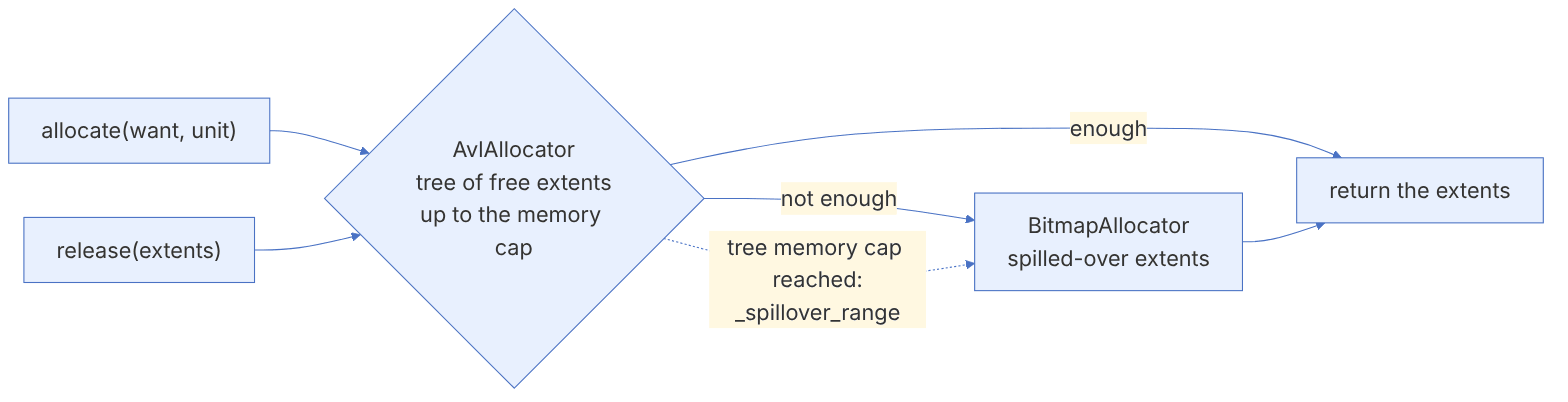 allocate(want, unit)
release(extents)
AvlAllocator
tree of free extents
up to the memory
cap
enough
not enough
tree memory cap
reached:
_spillover_range
BitmapAllocator
spilled-over extents
return the extents